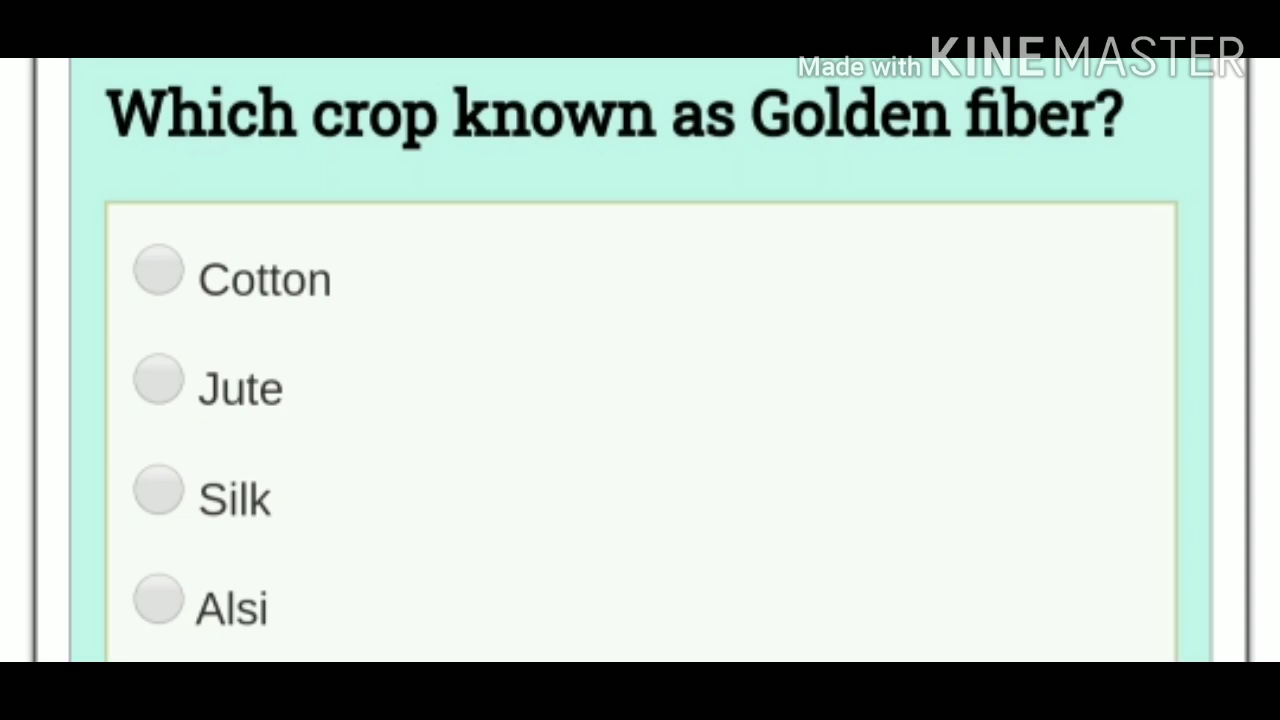 Made with KINEMASTER
Which crop known as Golden fiber?
Cotton
Jute
Silk
Alsi